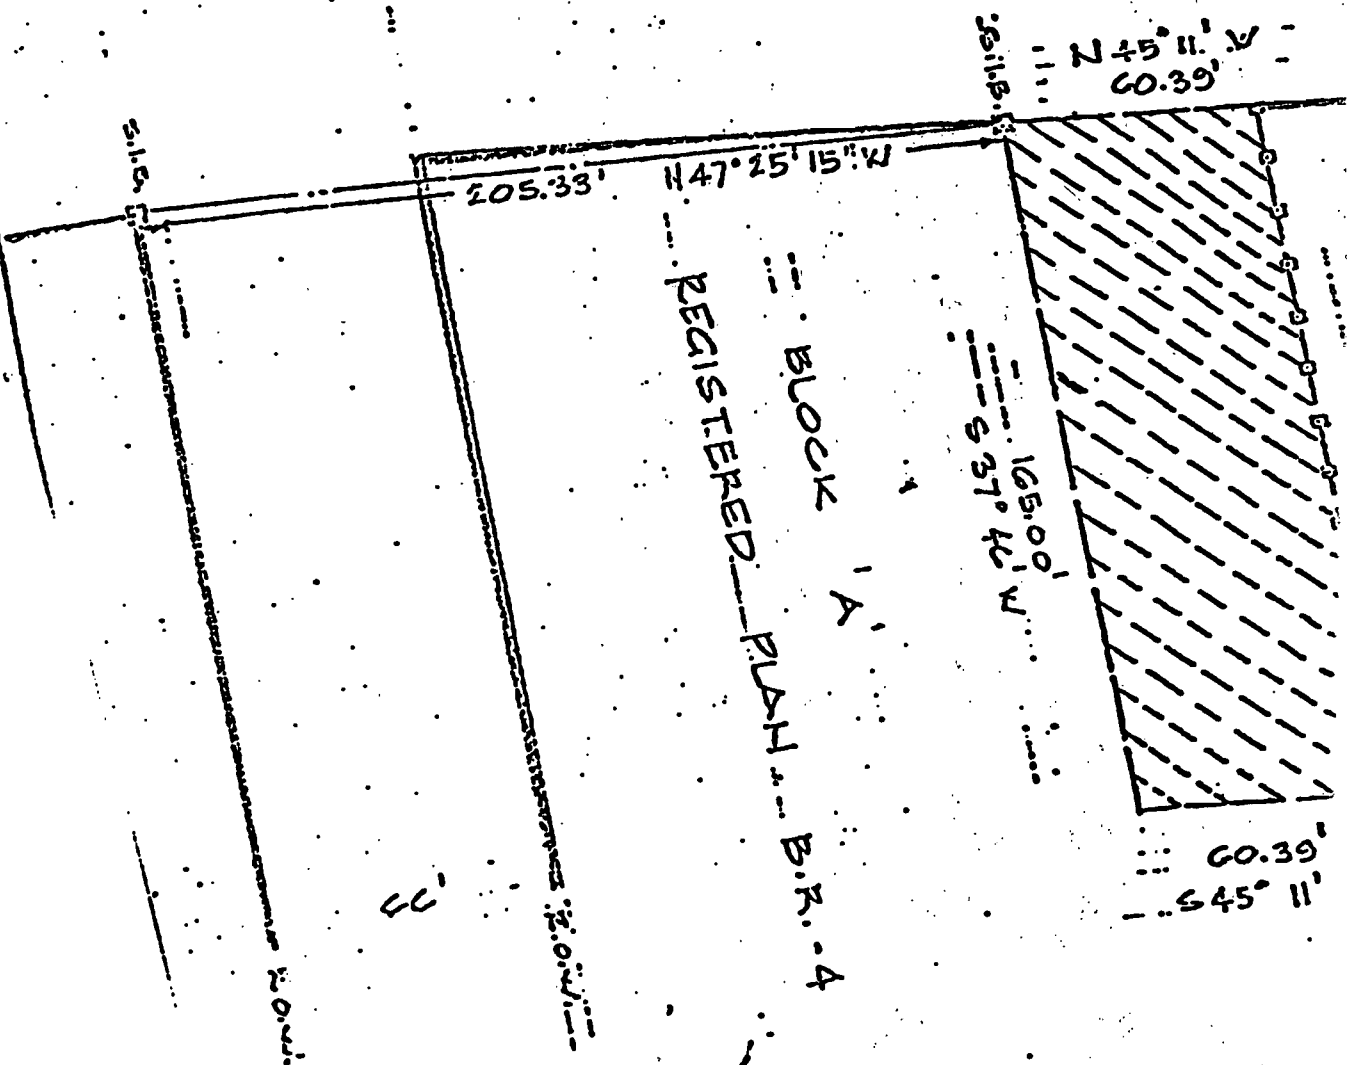 S.I.B.
N 45° 11' W
60.39'
S.I.B.
205.33' N 47° 25' 15" W
BLOCK 'A'
REGISTERED PLAN B.R. - 4
165.00'
S 37° 46' W
60.39'
S 45° 11'
66'
R.O.W.
R.O.W.